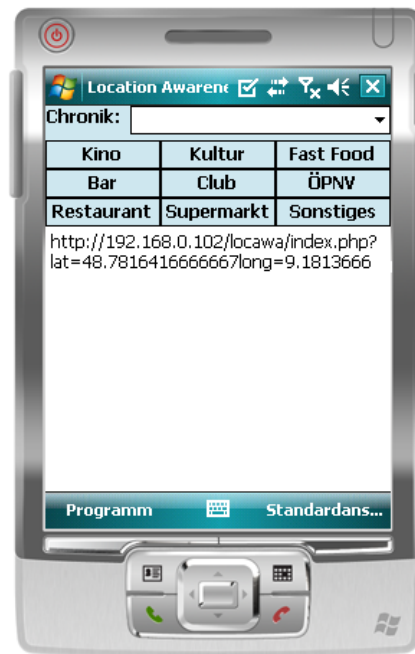 Location Awarene
Chronik:
Kino Kultur Fast Food
Bar Club ÖPNV
Restaurant Supermarkt Sonstiges
http://192.168.0.102/locawa/index.php?
lat=48.7816416666667long=9.1813666
Programm Standardans...